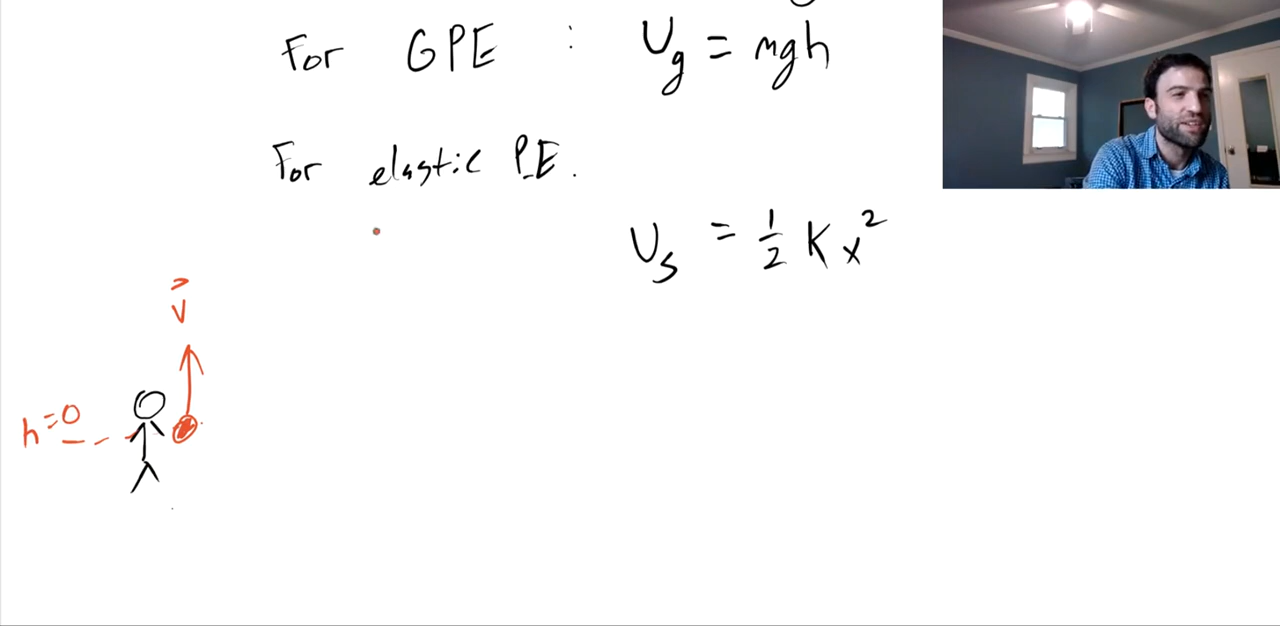 For GPE : Ug = mgh
For elastic P.E.
Us = 1/2 K x²
v
h=0